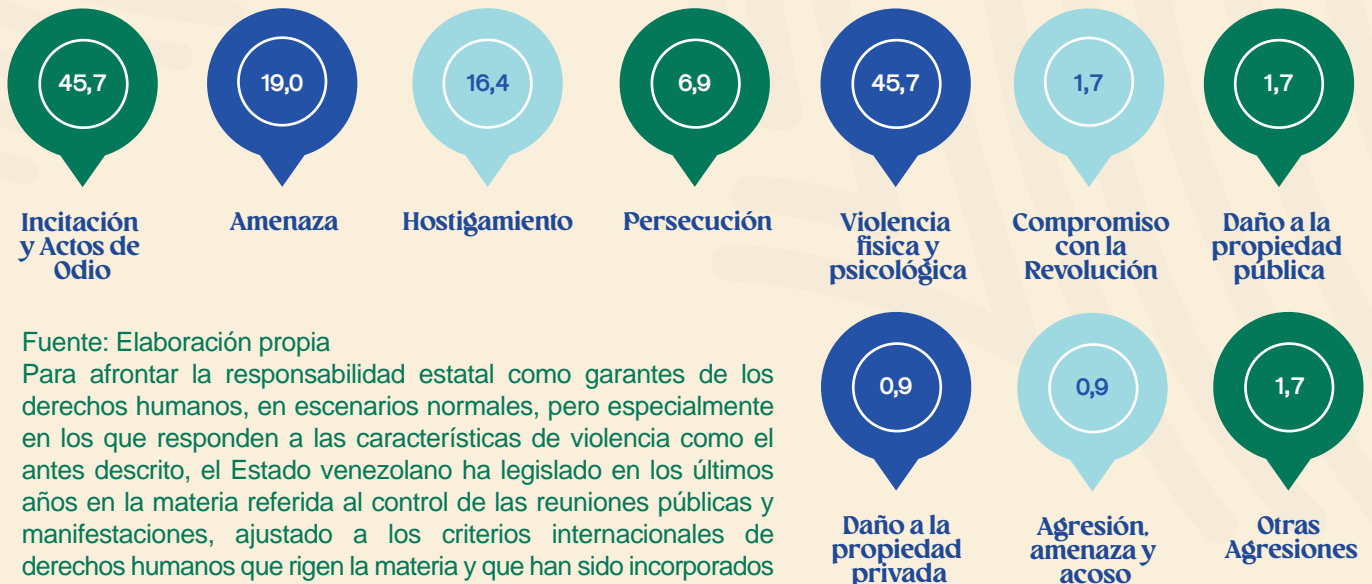 45,7
Incitación
y Actos de
Odio
19,0
Amenaza
16,4
Hostigamiento
6,9
Persecución
45,7
Violencia
fisica y
psicológica
1,7
Compromiso
con la
Revolución
1,7
Daño a la
propiedad
pública
0,9
Daño a la
propiedad
privada
0,9
Agresión,
amenaza y
acoso
1,7
Otras
Agresiones
Fuente: Elaboración propia
Para afrontar la responsabilidad estatal como garantes de los
derechos humanos, en escenarios normales, pero especialmente
en los que responden a las características de violencia como el
antes descrito, el Estado venezolano ha legislado en los últimos
años en la materia referida al control de las reuniones públicas y
manifestaciones, ajustado a los criterios internacionales de
derechos humanos que rigen la materia y que han sido incorporados